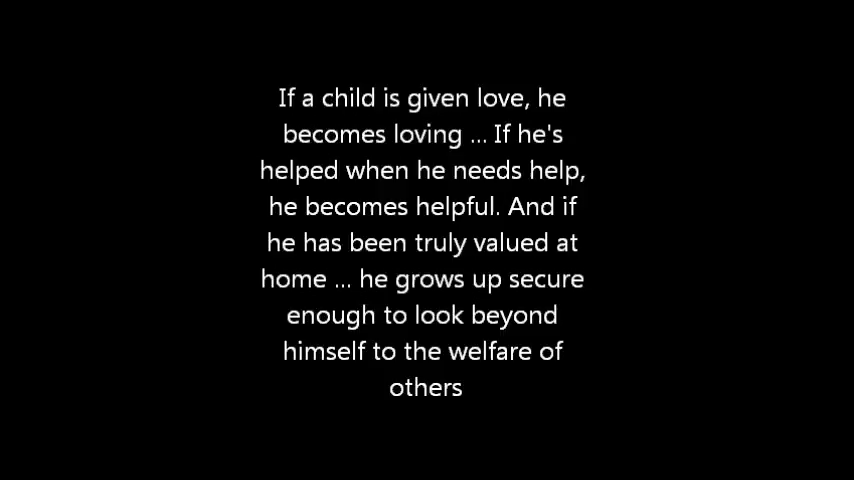 If a child is given love, he
becomes loving ... If he's
helped when he needs help,
he becomes helpful. And if
he has been truly valued at
home ... he grows up secure
enough to look beyond
himself to the welfare of
others